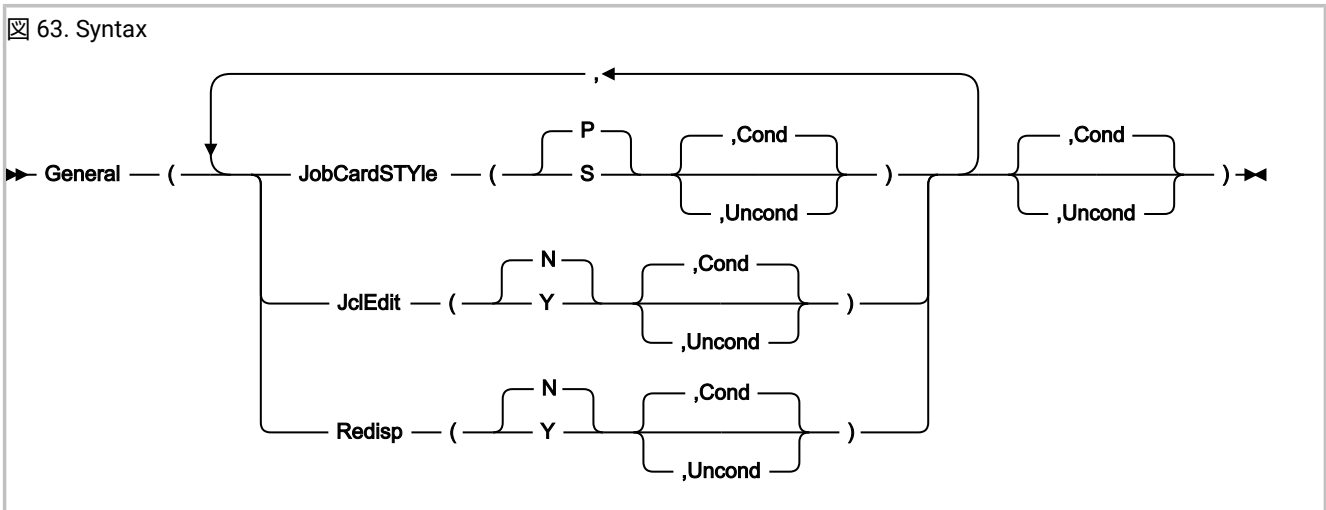 図 63. Syntax
,
P ,Cond ,Cond
General ( JobCardSTYle ( S ) )
,Uncond ,Uncond
N ,Cond
JclEdit ( Y )
,Uncond
N ,Cond
Redisp ( Y )
,Uncond